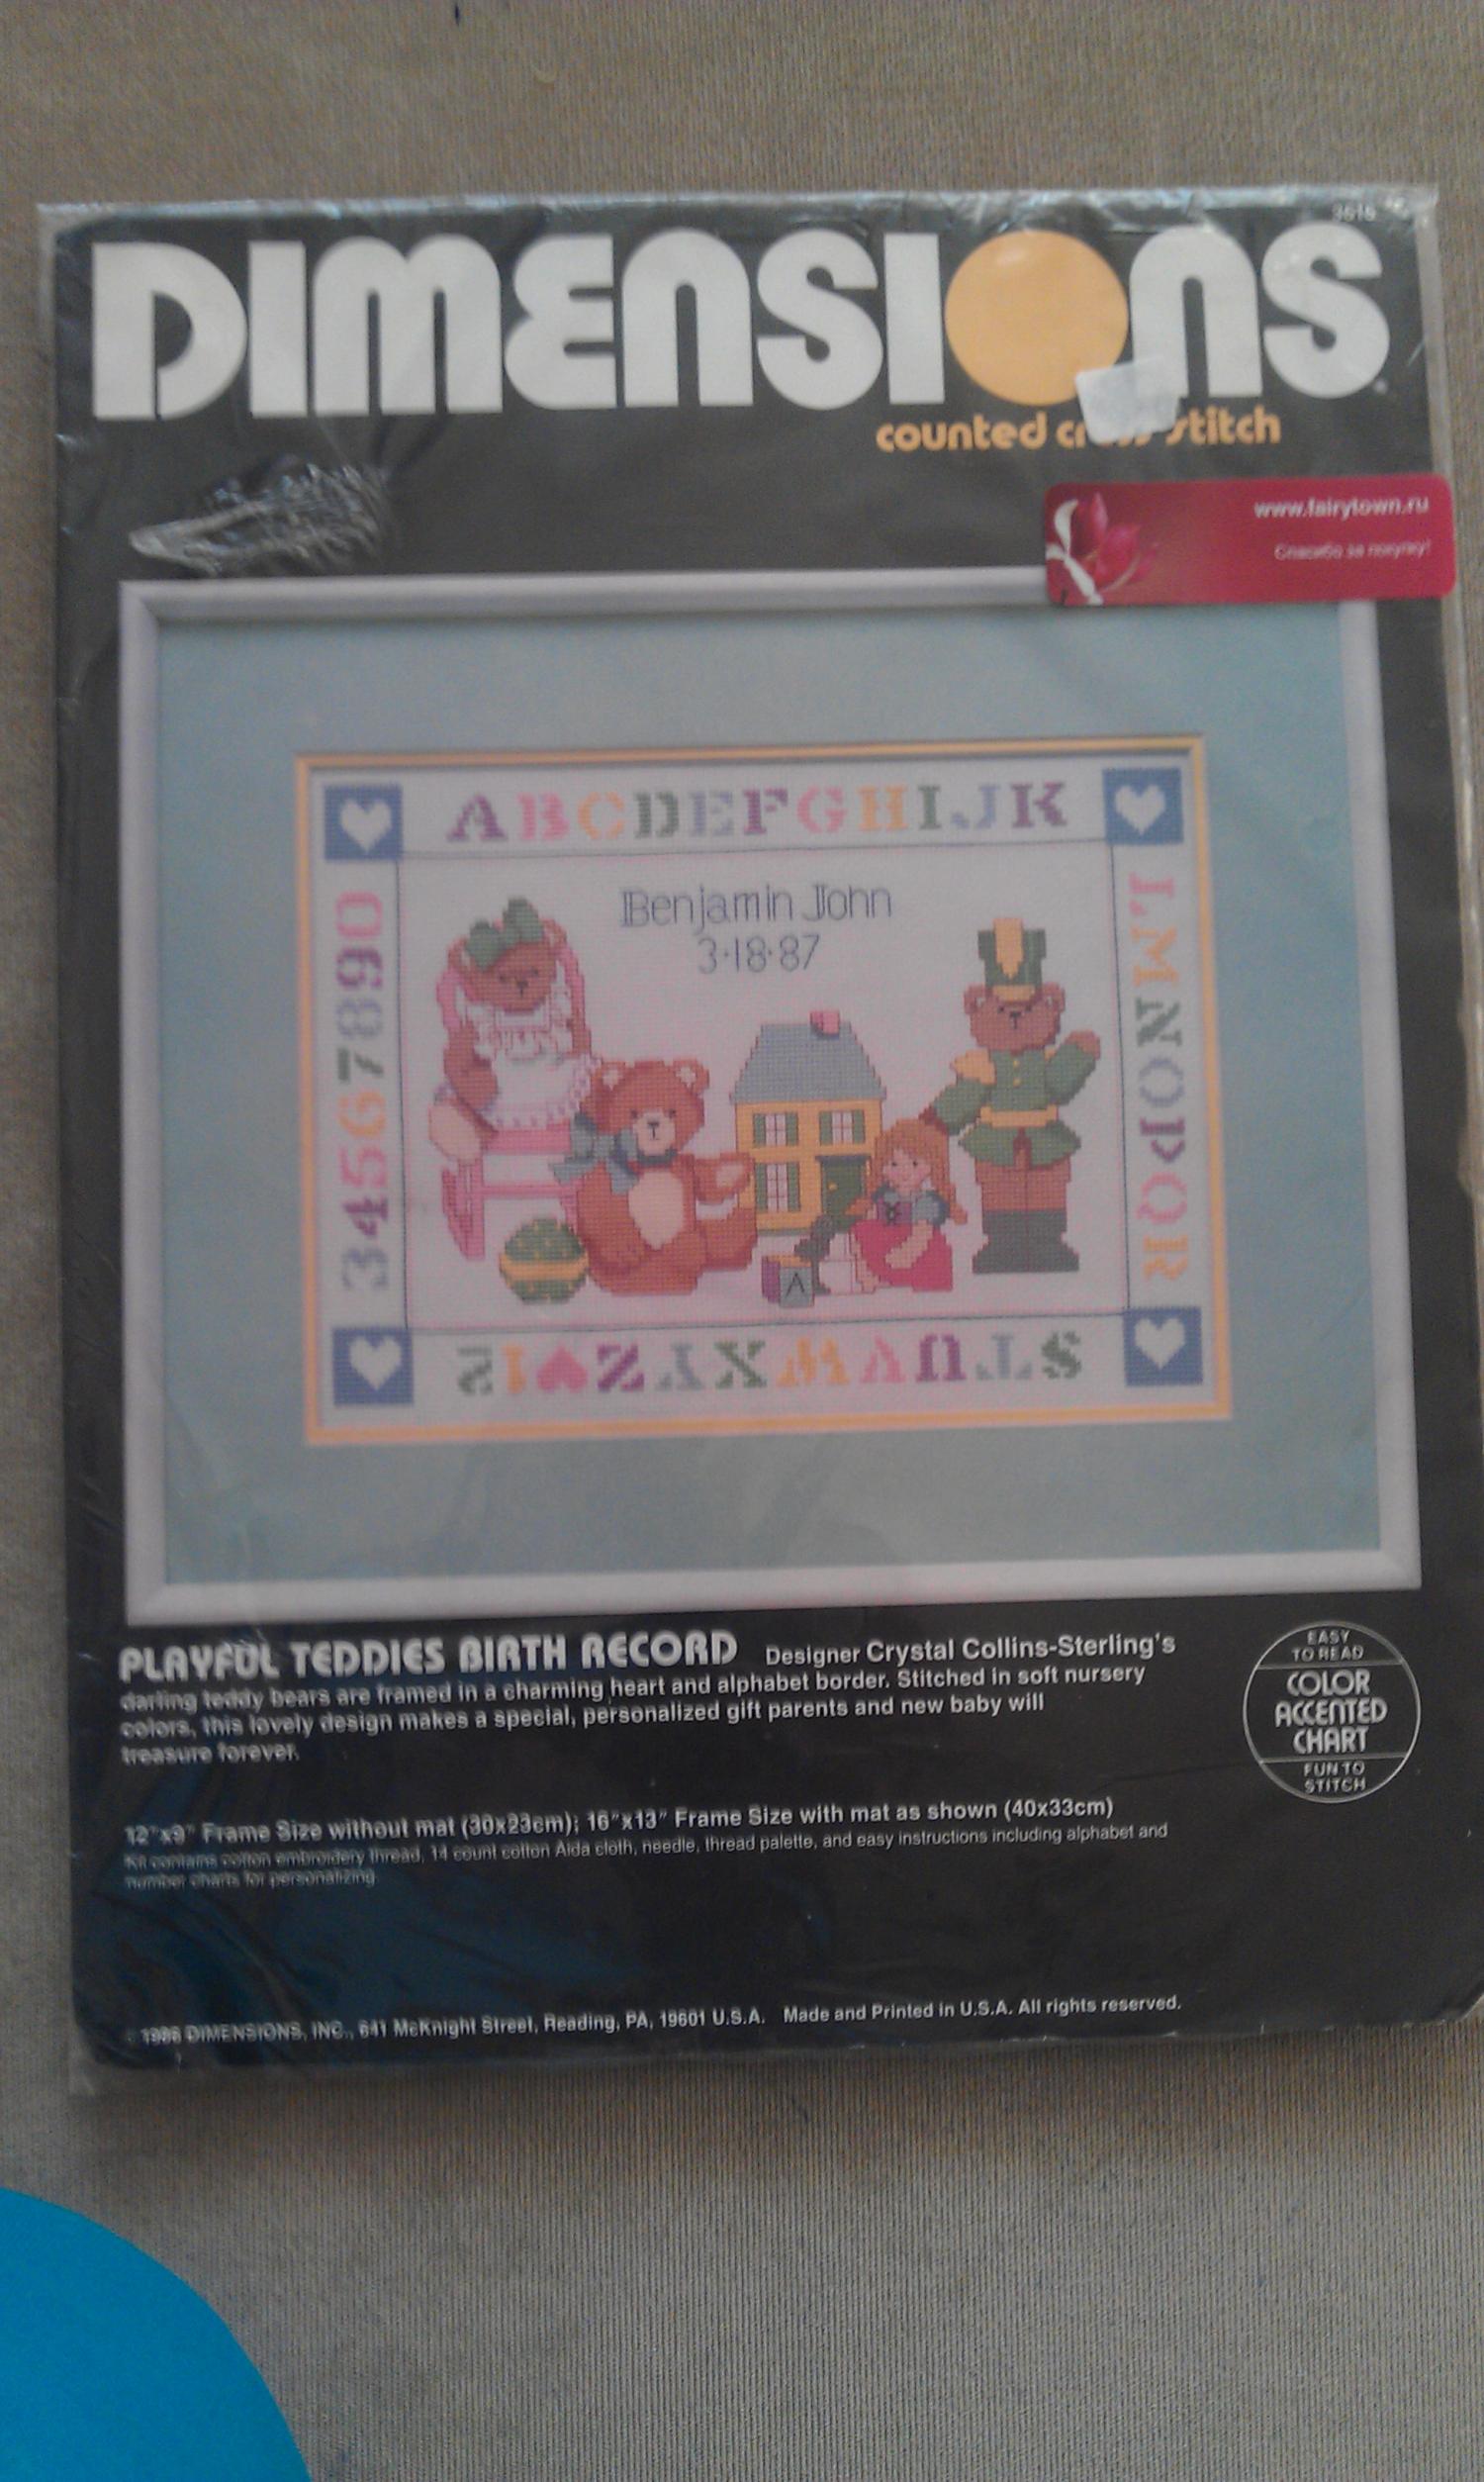 DIMENSIONS
counted stitch
www.fairytown.ru
Спасибо за покупку!
ABCDEFGHIJK
LMNOPQR
STUVWXYZ♥12
34567890
Benjamin John
3·18·87
A
PLAYFUL TEDDIES BIRTH RECORD Designer Crystal Collins-Sterling's
darling teddy bears are framed in a charming heart and alphabet border. Stitched in soft nursery
colors, this lovely design makes a special, personalized gift parents and new baby will
treasure forever.
EASY
TO READ
COLOR
ACCENTED
CHART
FUN TO
STITCH
12"x9" Frame Size without mat (30x23cm); 16"x13" Frame Size with mat as shown (40x33cm)
Kit contains cotton embroidery thread, 14 count cotton Aida cloth, needle, thread palette, and easy instructions including alphabet and
number charts for personalizing.
DIMENSIONS, INC., 641 McKnight Street, Reading, PA, 19601 U.S.A. Made and Printed in U.S.A. All rights reserved.